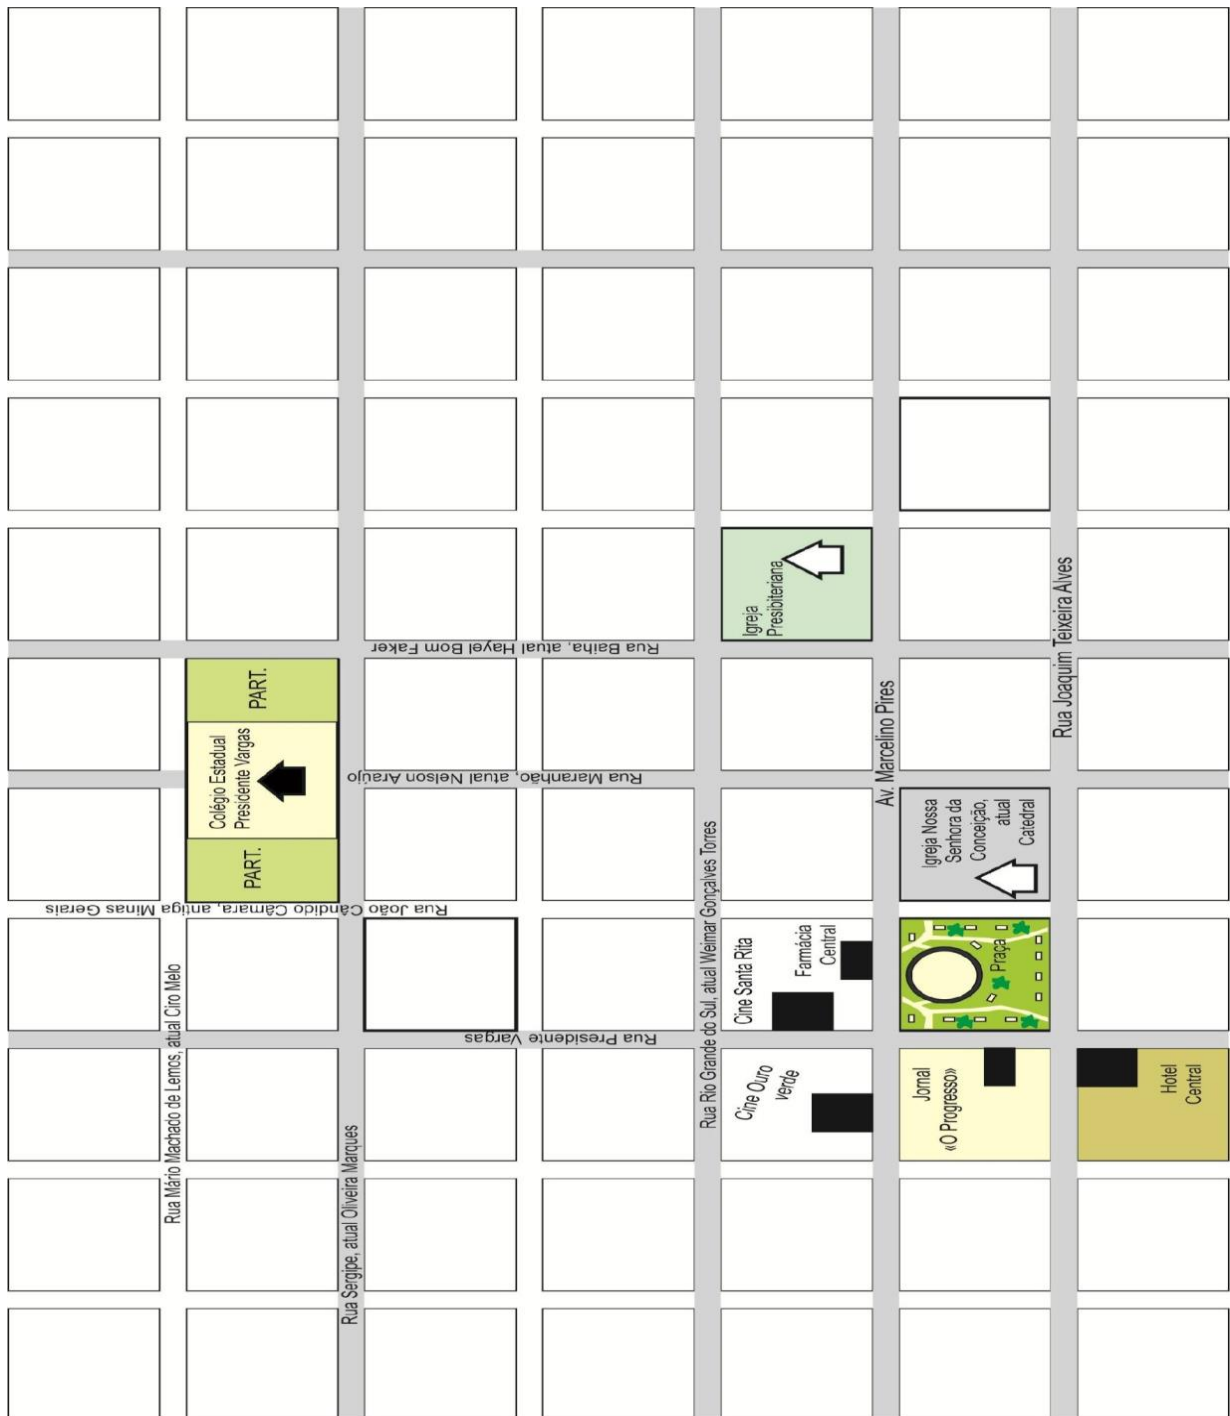 Colégio Estadual
Presidente Vargas
PART.
PART.
Rua Mário Machado de Lemos, atual Ciro Melo
Rua Sergipe, atual Oliveira Marques
Rua João Cândido Câmara, antiga Minas Gerais
Rua Maranhão, atual Nelson Araújo
Rua Baiha, atual Hayel Bom Faker
Rua Presidente Vargas
Rua Rio Grande do Sul, atual Weimar Gonçalves Torres
Igreja
Presibiteriana
Cine Santa Rita
Farmácia
Central
Cine Ouro
verde
Av. Marcelino Pires
Igreja Nossa
Senhora da
Conceição,
atual
Catedral
Praça
Jornal
«O Progresso»
Rua Joaquim Teixeira Alves
Hotel
Central